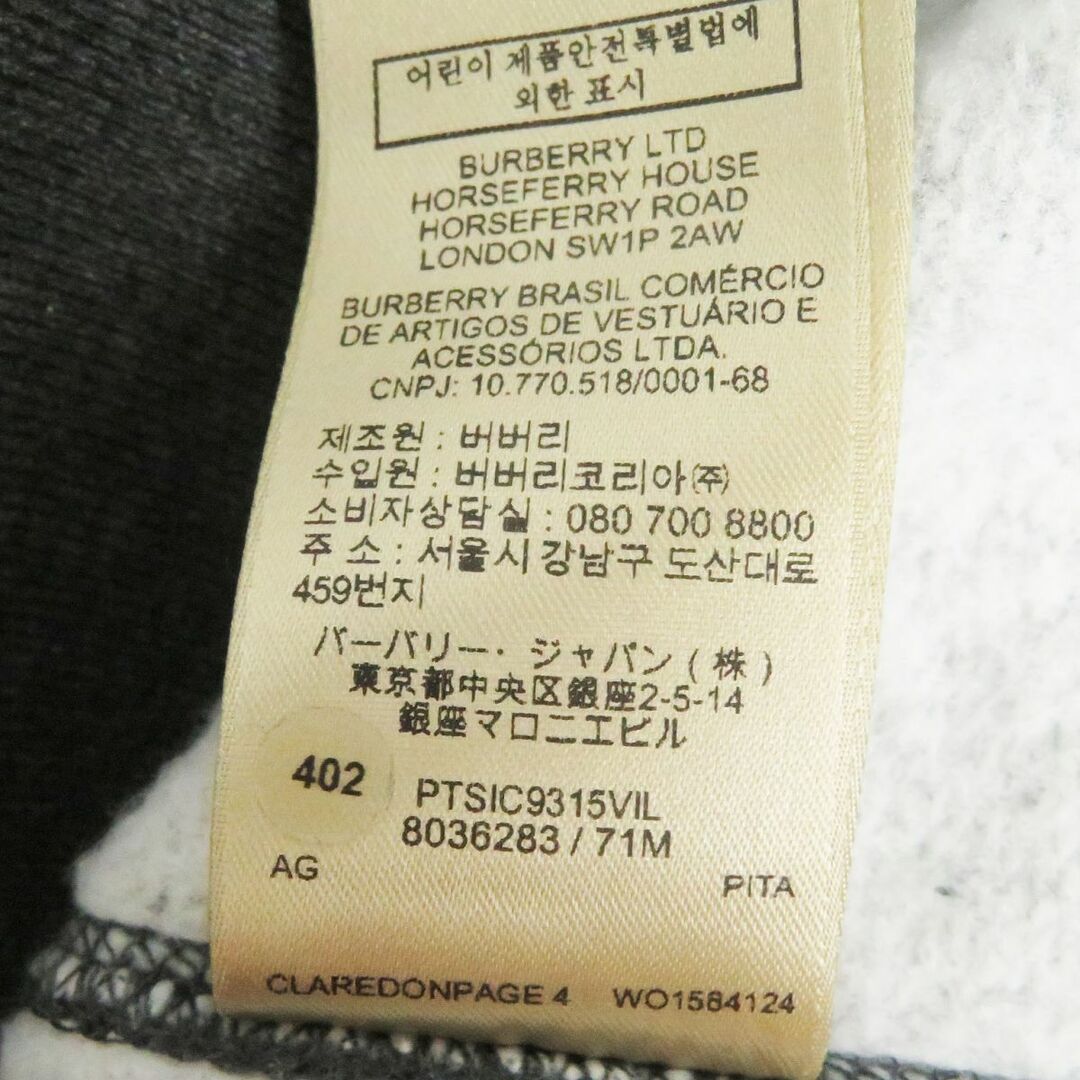 어린이 제품안전특별법에
외한 표시
BURBERRY LTD
HORSEFERRY HOUSE
HORSEFERRY ROAD
LONDON SW1P 2AW
BURBERRY BRASIL COMÉRCIO
DE ARTIGOS DE VESTUÁRIO E
ACESSÓRIOS LTDA.
CNPJ: 10.770.518/0001-68
제조원 : 버버리
수입원 : 버버리코리아㈜
소비자상담실 : 080 700 8800
주 소 : 서울시 강남구 도산대로
459번지
バーバリー・ジャパン ( 株 )
東京都中央区銀座2-5-14
銀座マロニエビル
402
PTSIC9315VIL
8036283 / 71M
AG
PITA
CLAREDONPAGE 4 WO1584124